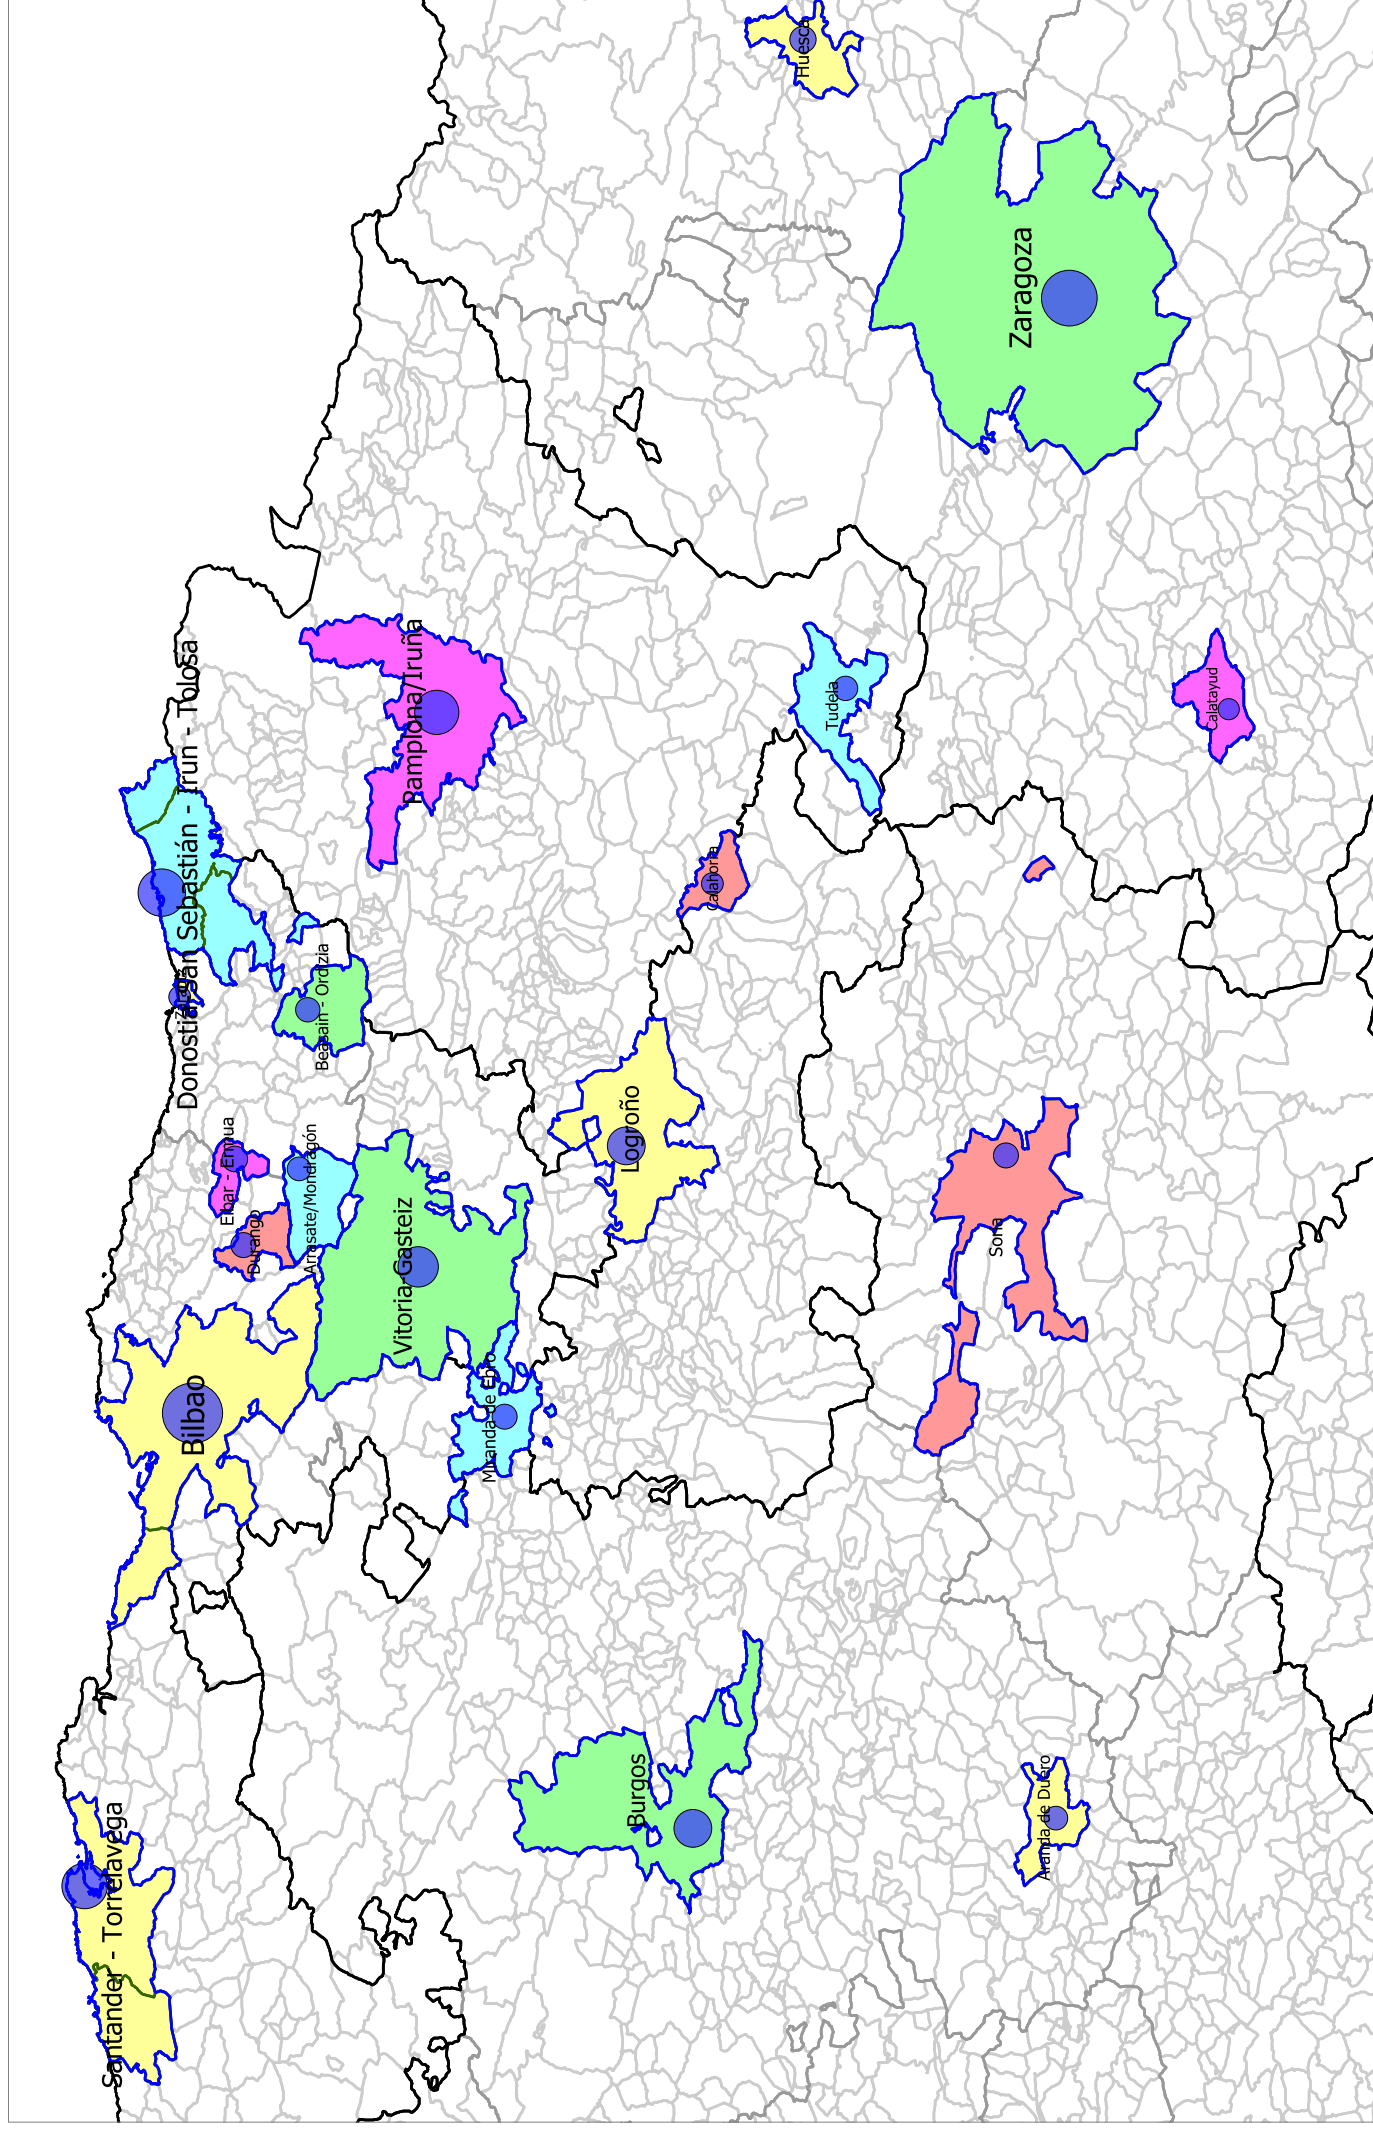 Santander - Torrelavega
Bilbao
Donostia/San Sebastián - Irun - Tolosa
Zarautz
Eibar - Ermua
Durango
Arrasate/Mondragón
Beasain - Ordizia
Vitoria-Gasteiz
Pamplona/Iruña
Miranda de Ebro
Logroño
Burgos
Calahorra
Huesca
Tudela
Soria
Zaragoza
Aranda de Duero
Calatayud